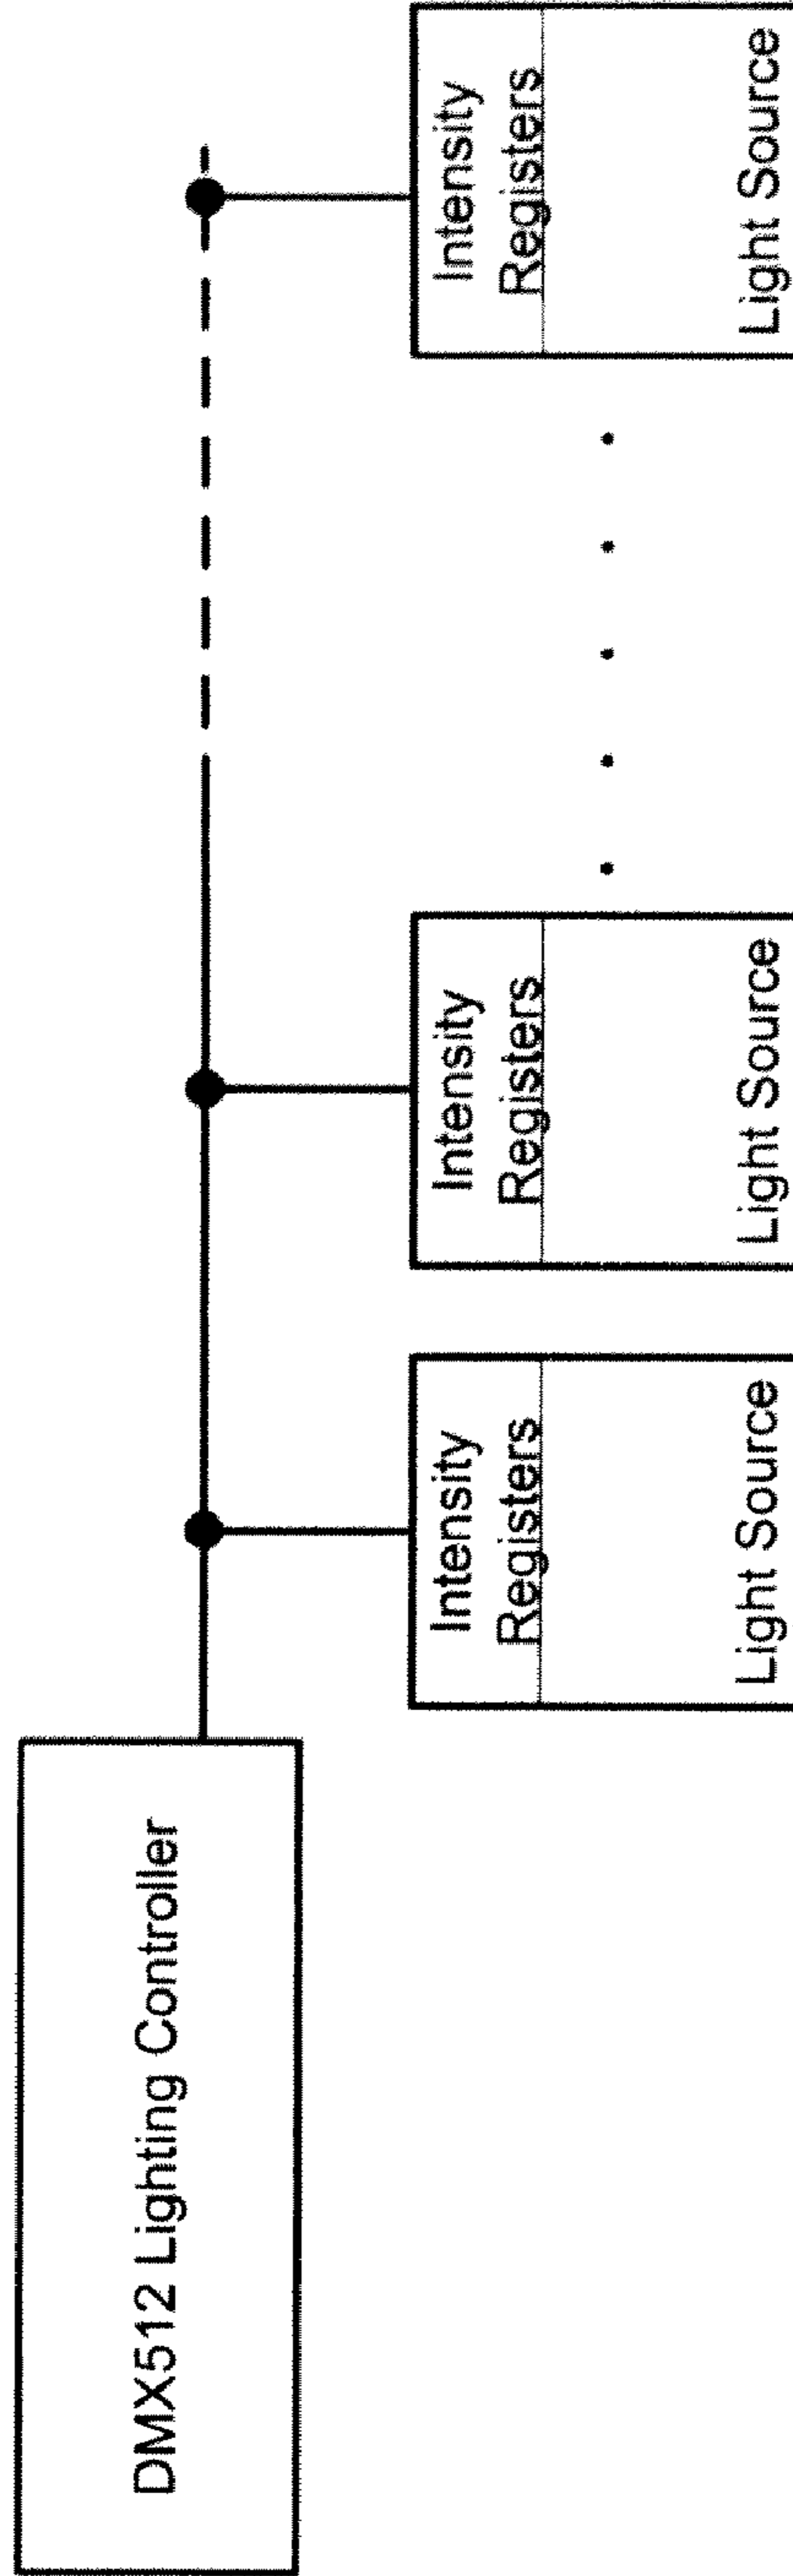 DMX512 Lighting Controller
Intensity
Registers
Light Source
Intensity
Registers
Light Source
Intensity
Registers
Light Source